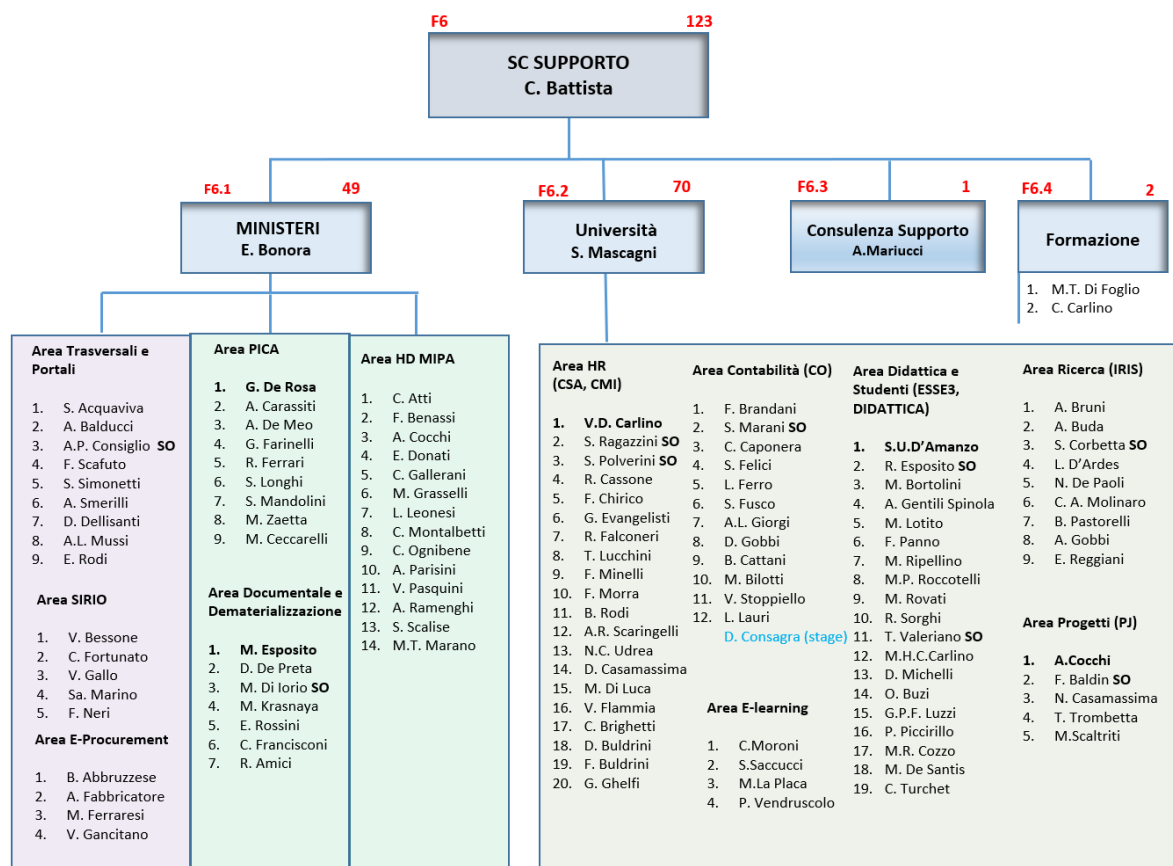 F6 123
SC SUPPORTO
C. Battista
F6.1 49
MINISTERI
E. Bonora
F6.2 70
Università
S. Mascagni
F6.3 1
Consulenza Supporto
A.Mariucci
F6.4 2
Formazione
1. M.T. Di Foglio
2. C. Carlino
Area Trasversali e
Portali
1. S. Acquaviva
2. A. Balducci
3. A.P. Consiglio SO
4. F. Scafuto
5. S. Simonetti
6. A. Smerilli
7. D. Dellisanti
8. A.L. Mussi
9. E. Rodi
Area SIRIO
1. V. Bessone
2. C. Fortunato
3. V. Gallo
4. Sa. Marino
5. F. Neri
Area E-Procurement
1. B. Abbruzzese
2. A. Fabbricatore
3. M. Ferraresi
4. V. Gancitano
Area PICA
1. G. De Rosa
2. A. Carassiti
3. A. De Meo
4. G. Farinelli
5. R. Ferrari
6. S. Longhi
7. S. Mandolini
8. M. Zaetta
9. M. Ceccarelli
Area Documentale e
Dematerializzazione
1. M. Esposito
2. D. De Preta
3. M. Di Iorio SO
4. M. Krasnaya
5. E. Rossini
6. C. Francisconi
7. R. Amici
Area HD MIPA
1. C. Atti
2. F. Benassi
3. A. Cocchi
4. E. Donati
5. C. Gallerani
6. M. Grasselli
7. L. Leonesi
8. C. Montalbetti
9. C. Ognibene
10. A. Parisini
11. V. Pasquini
12. A. Ramenghi
13. S. Scalise
14. M.T. Marano
Area HR
(CSA, CMI)
1. V.D. Carlino
2. S. Ragazzini SO
3. S. Polverini SO
4. R. Cassone
5. F. Chirico
6. G. Evangelisti
7. R. Falconeri
8. T. Lucchini
9. F. Minelli
10. F. Morra
11. B. Rodi
12. A.R. Scaringelli
13. N.C. Udrea
14. D. Casamassima
15. M. Di Luca
16. V. Flammia
17. C. Brighetti
18. D. Buldrini
19. F. Buldrini
20. G. Ghelfi
Area Contabilità (CO)
1. F. Brandani
2. S. Marani SO
3. C. Caponera
4. S. Felici
5. L. Ferro
6. S. Fusco
7. A.L. Giorgi
8. D. Gobbi
9. B. Cattani
10. M. Bilotti
11. V. Stoppiello
12. L. Lauri
D. Consagra (stage)
Area E-learning
1. C.Moroni
2. S.Saccucci
3. M.La Placa
4. P. Vendruscolo
Area Didattica e
Studenti (ESSE3,
DIDATTICA)
1. S.U.D’Amanzo
2. R. Esposito SO
3. M. Bortolini
4. A. Gentili Spinola
5. M. Lotito
6. F. Panno
7. M. Ripellino
8. M.P. Roccotelli
9. M. Rovati
10. R. Sorghi
11. T. Valeriano SO
12. M.H.C.Carlino
13. D. Michelli
14. O. Buzi
15. G.P.F. Luzzi
16. P. Piccirillo
17. M.R. Cozzo
18. M. De Santis
19. C. Turchet
Area Ricerca (IRIS)
1. A. Bruni
2. A. Buda
3. S. Corbetta SO
4. L. D’Ardes
5. N. De Paoli
6. C. A. Molinaro
7. B. Pastorelli
8. A. Gobbi
9. E. Reggiani
Area Progetti (PJ)
1. A.Cocchi
2. F. Baldin SO
3. N. Casamassima
4. T. Trombetta
5. M.Scaltriti